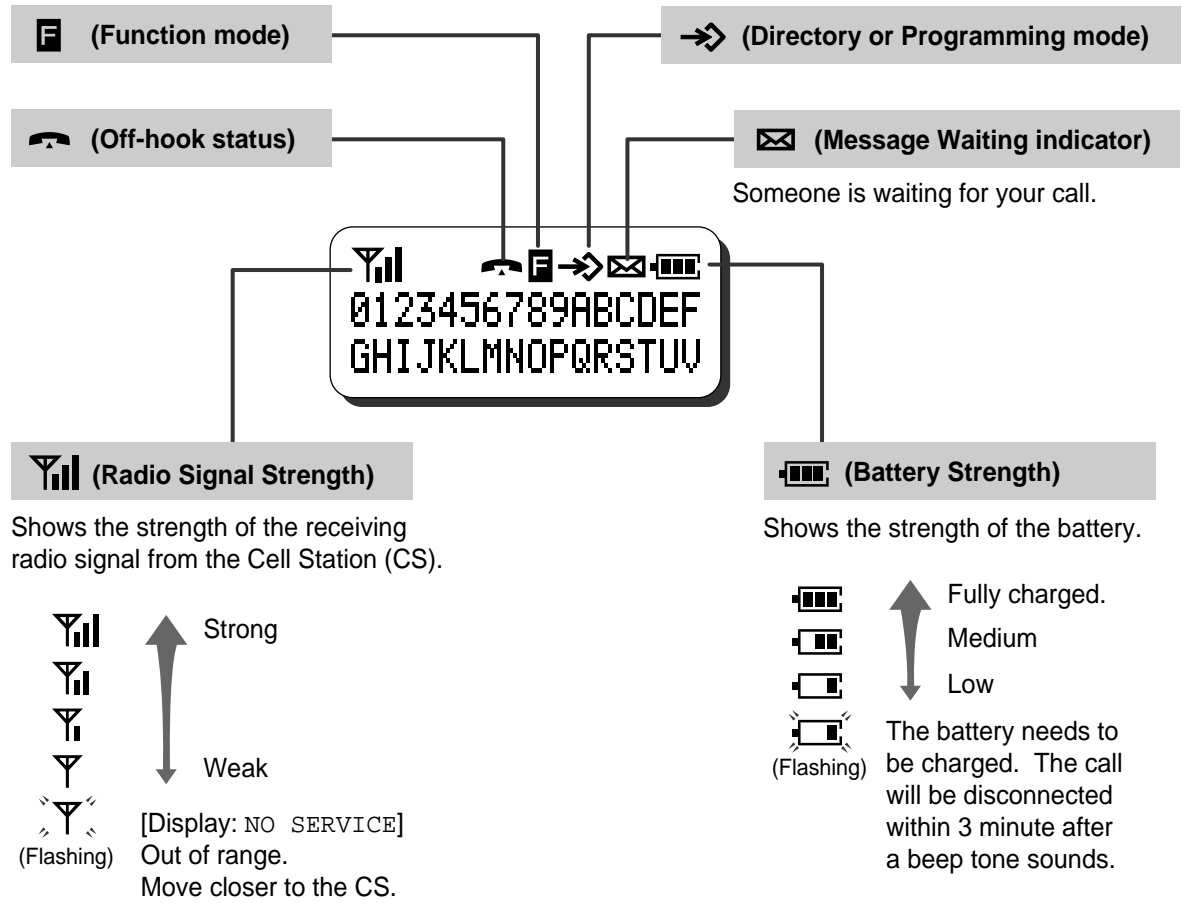 F (Function mode)
(Directory or Programming mode)
(Off-hook status)
(Message Waiting indicator)
Someone is waiting for your call.
F
0123456789ABCDEF
GHIJKLMNOPQRSTUV
(Radio Signal Strength)
Shows the strength of the receiving
radio signal from the Cell Station (CS).
Strong
Weak
(Flashing)
[Display: NO SERVICE]
Out of range.
Move closer to the CS.
(Battery Strength)
Shows the strength of the battery.
Fully charged.
Medium
Low
(Flashing)
The battery needs to
be charged. The call
will be disconnected
within 3 minute after
a beep tone sounds.